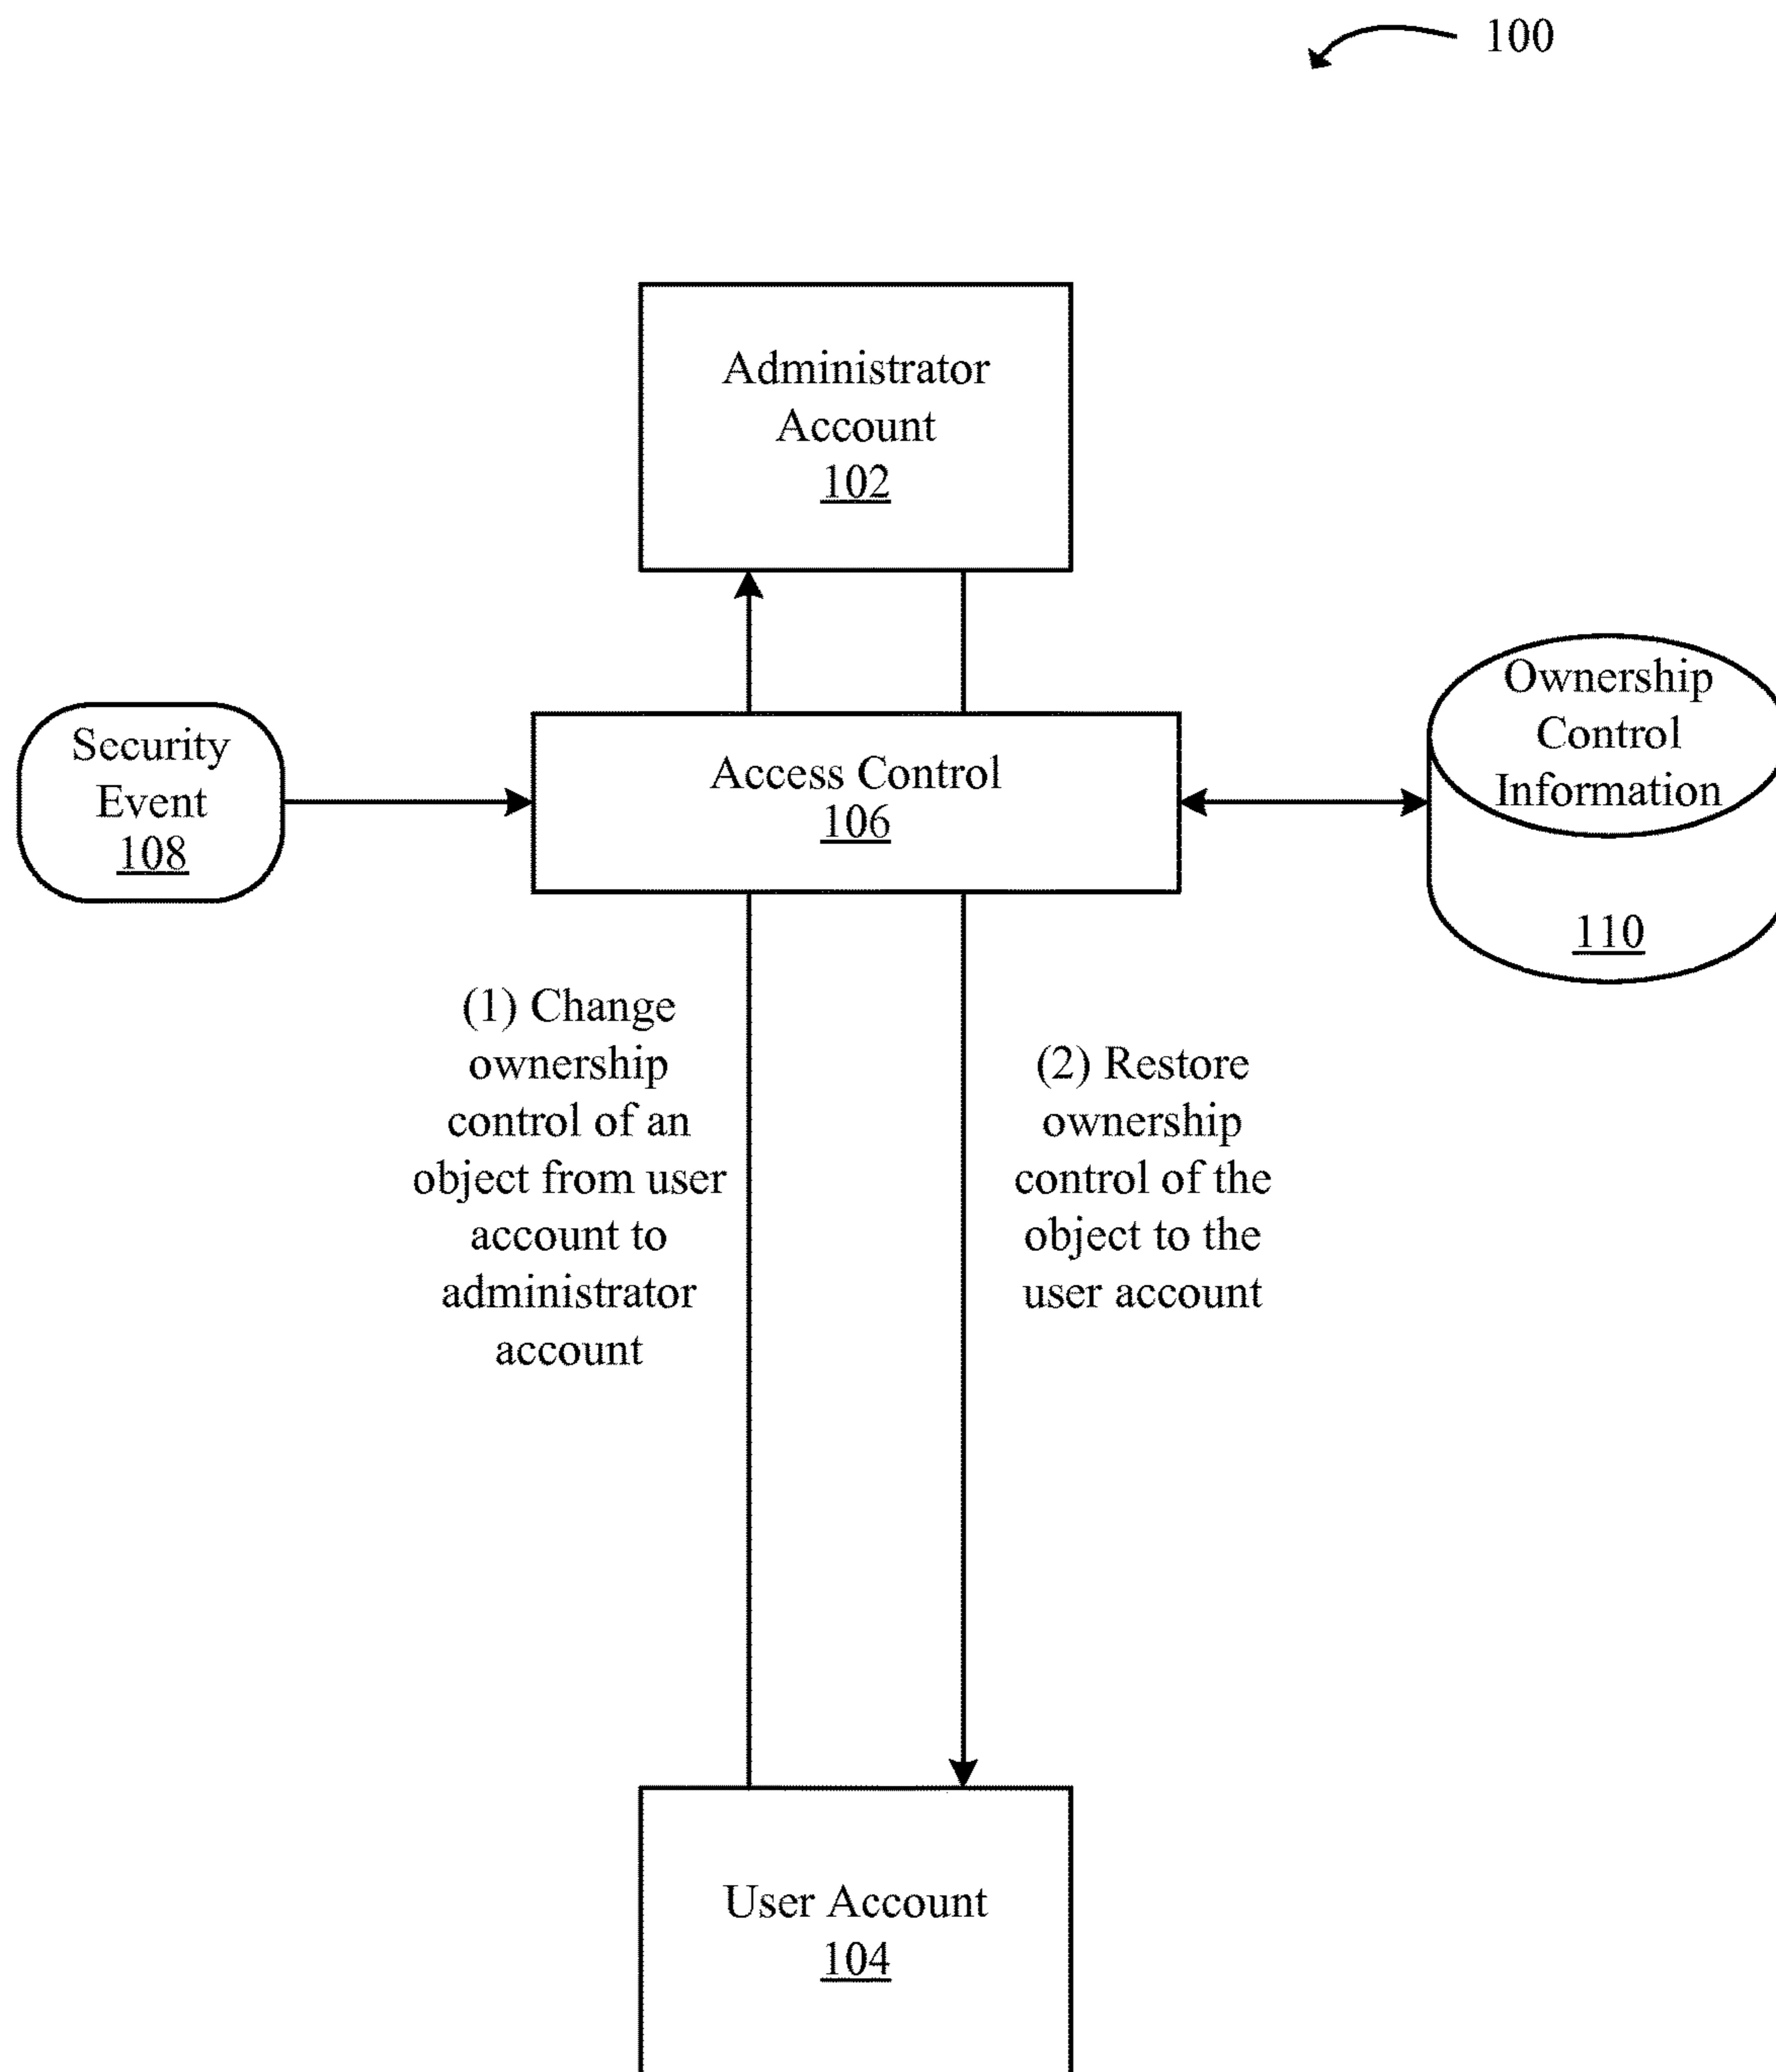 100
Administrator
Account
102
Security
Event
108
Access Control
106
Ownership
Control
Information
110
(1) Change
ownership
control of an
object from user
account to
administrator
account
(2) Restore
ownership
control of the
object to the
user account
User Account
104